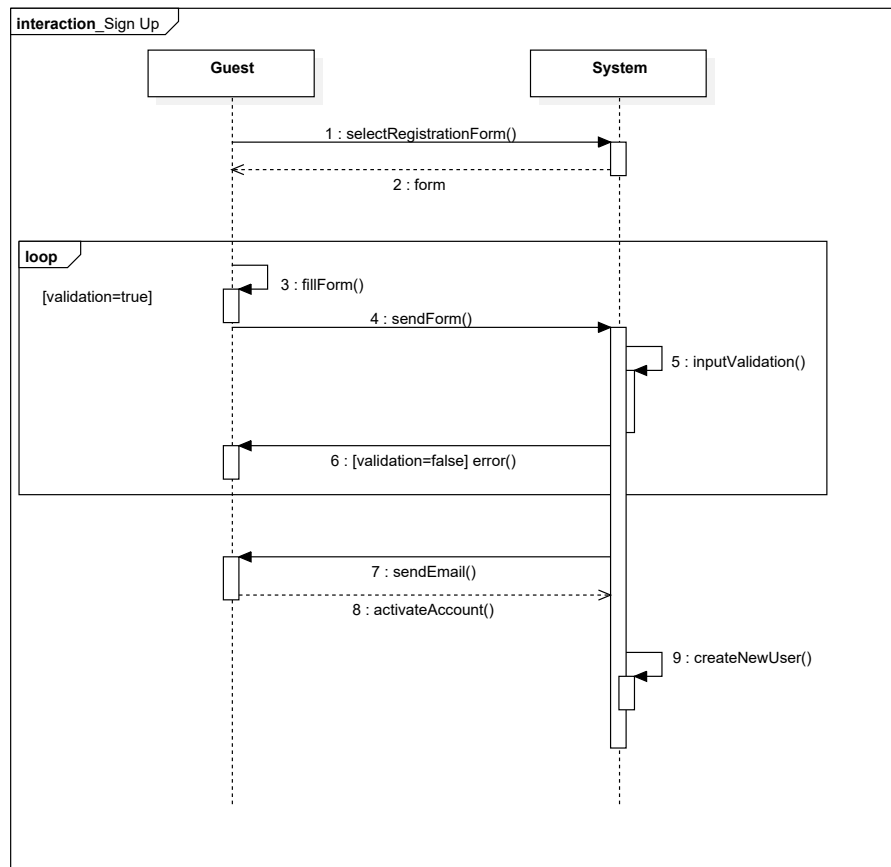 interaction_Sign Up
Guest
System
1 : selectRegistrationForm()
2 : form
loop
3 : fillForm()
[validation=true]
4 : sendForm()
5 : inputValidation()
6 : [validation=false] error()
7 : sendEmail()
8 : activateAccount()
9 : createNewUser()